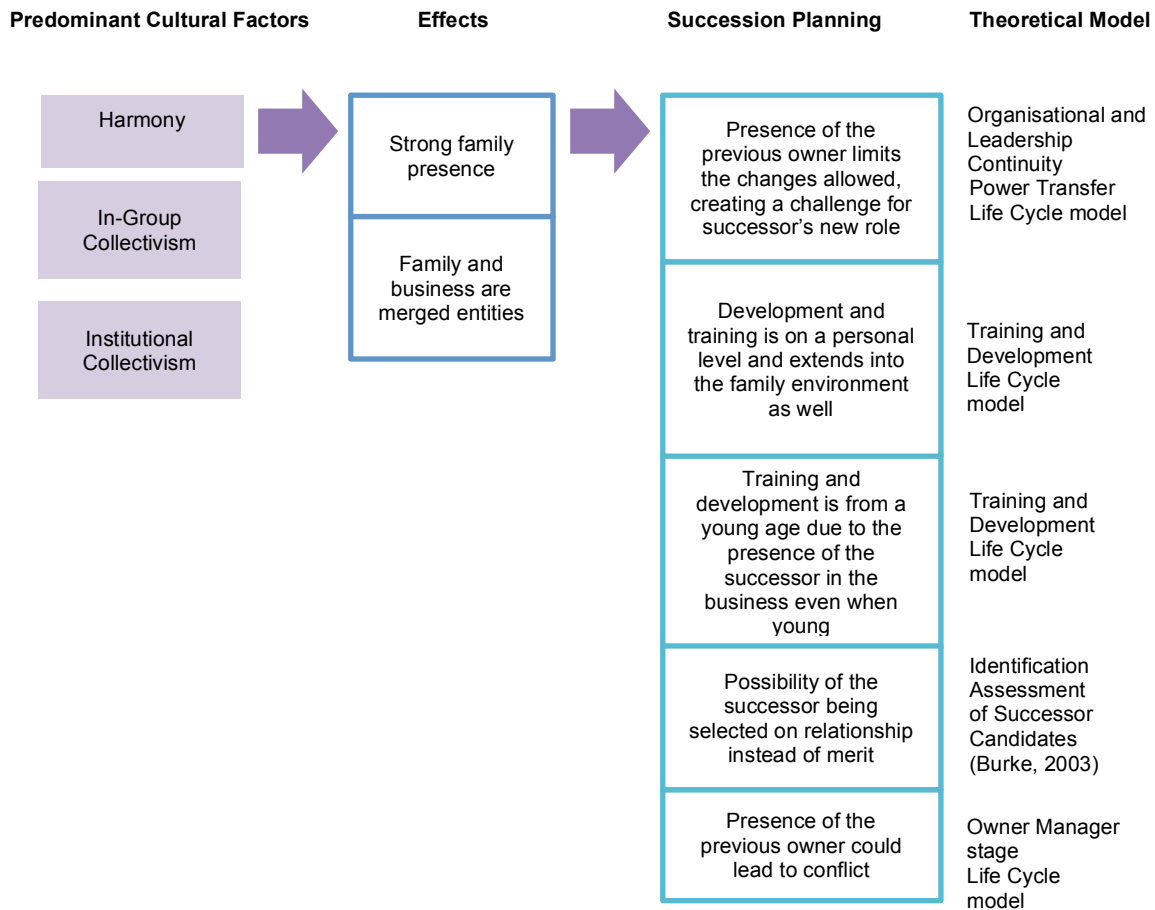 Predominant Cultural Factors
Effects
Succession Planning
Theoretical Model
Harmony
In-Group
Collectivism
Institutional
Collectivism
Strong family
presence
Family and
business are
merged entities
Presence of the
previous owner limits
the changes allowed,
creating a challenge for
successor's new role
Organisational and
Leadership
Continuity
Power Transfer
Life Cycle model
Development and
training is on a personal
level and extends into
the family environment
as well
Training and
Development
Life Cycle
model
Training and
development is from a
young age due to the
presence of the
successor in the
business even when
young
Training and
Development
Life Cycle
model
Possibility of the
successor being
selected on relationship
instead of merit
Identification
Assessment
of Successor
Candidates
(Burke, 2003)
Presence of the
previous owner could
lead to conflict
Owner Manager
stage
Life Cycle
model